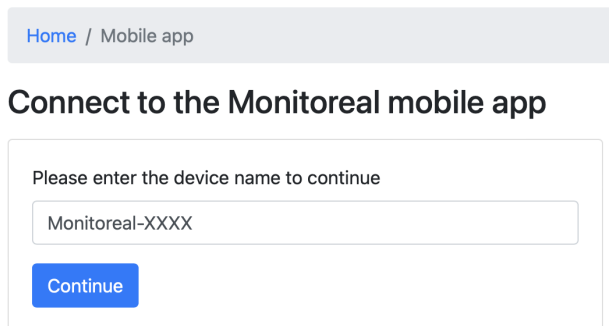 Home / Mobile app
Connect to the Monitoreal mobile app
Please enter the device name to continue
Monitoreal-XXXX
Continue